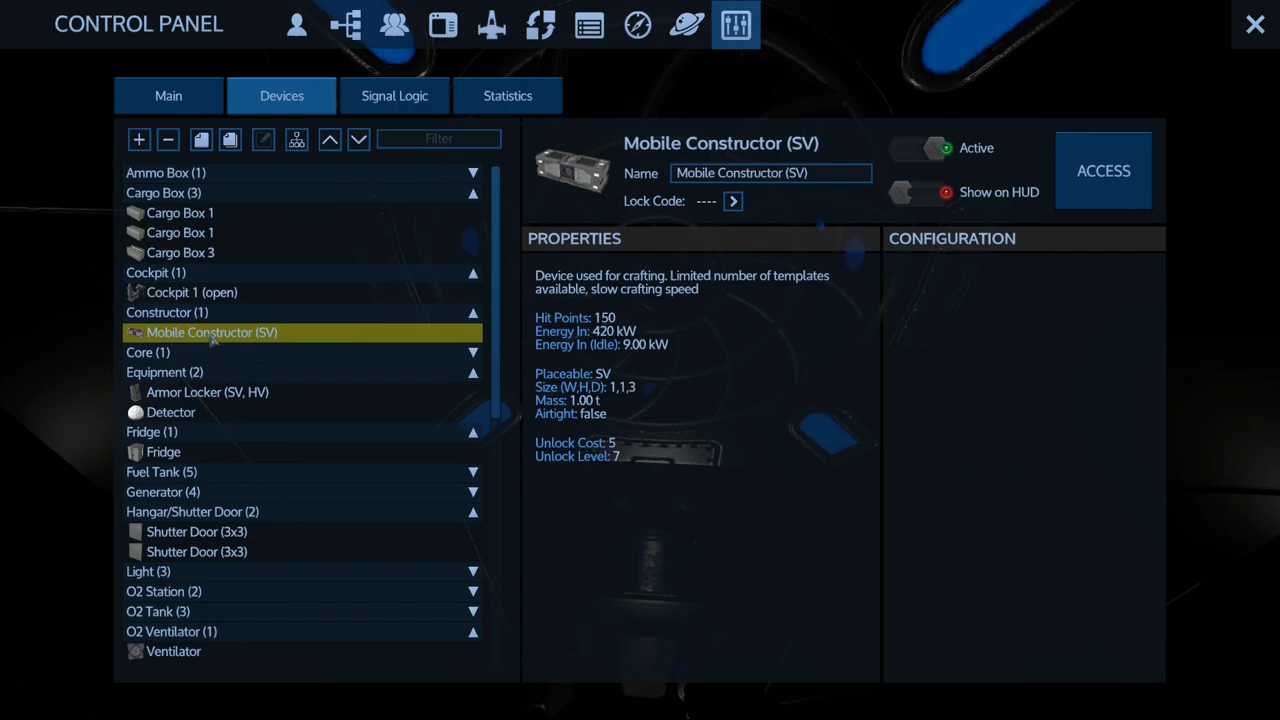 CONTROL PANEL
Main
Devices
Signal Logic
Statistics
Filter
Ammo Box (1)
Cargo Box (3)
Cargo Box 1
Cargo Box 1
Cargo Box 3
Cockpit (1)
Cockpit 1 (open)
Constructor (1)
Mobile Constructor (SV)
Core (1)
Equipment (2)
Armor Locker (SV, HV)
Detector
Fridge (1)
Fridge
Fuel Tank (5)
Generator (4)
Hangar/Shutter Door (2)
Shutter Door (3x3)
Shutter Door (3x3)
Light (3)
O2 Station (2)
O2 Tank (3)
O2 Ventilator (1)
Ventilator
Mobile Constructor (SV)
Name Mobile Constructor (SV)
Lock Code: ----
Active
Show on HUD
ACCESS
PROPERTIES
Device used for crafting. Limited number of templates
available, slow crafting speed
Hit Points: 150
Energy In: 420 kW
Energy In (Idle): 9.00 kW
Placeable: SV
Size (W,H,D): 1,1,3
Mass: 1.00 t
Airtight: false
Unlock Cost: 5
Unlock Level: 7
CONFIGURATION